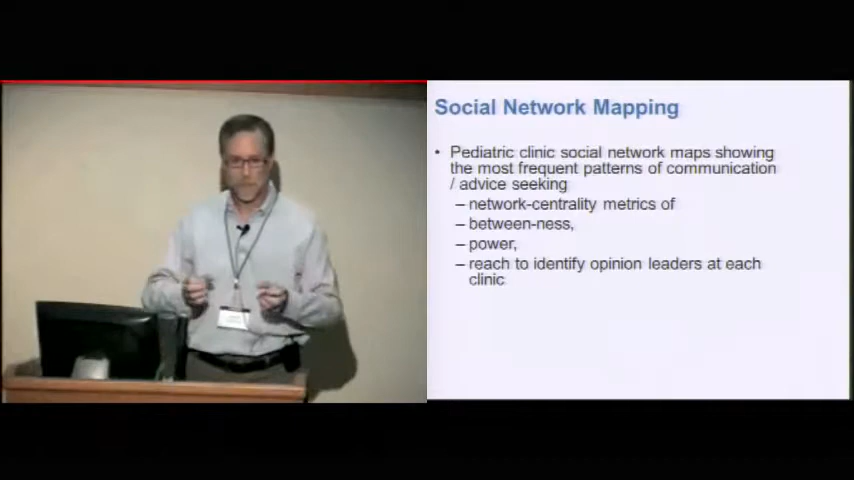 Social Network Mapping
• Pediatric clinic social network maps showing
the most frequent patterns of communication
/ advice seeking
– network-centrality metrics of
– between-ness,
– power,
– reach to identify opinion leaders at each
clinic